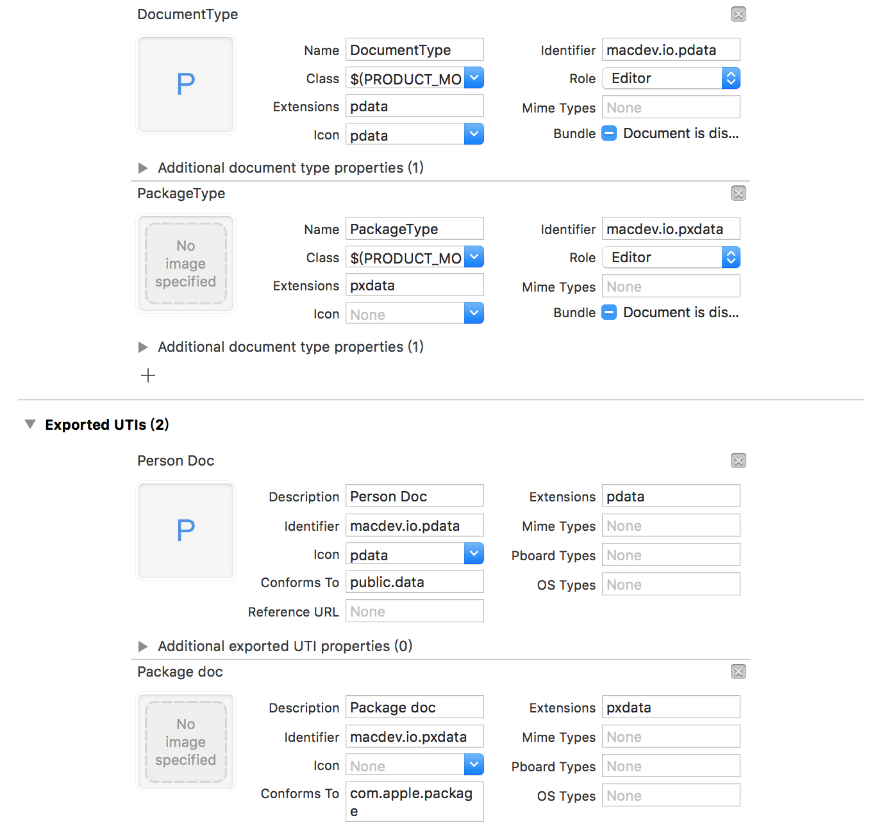 DocumentType
P
Name DocumentType Identifier macdev.io.pdata
Class $(PRODUCT_MO Role Editor
Extensions pdata Mime Types None
Icon pdata Bundle Document is dis...
Additional document type properties (1)
PackageType
No
image
specified
Name PackageType Identifier macdev.io.pxdata
Class $(PRODUCT_MO Role Editor
Extensions pxdata Mime Types None
Icon None Bundle Document is dis...
Additional document type properties (1)
Exported UTIs (2)
Person Doc
P
Description Person Doc Extensions pdata
Identifier macdev.io.pdata Mime Types None
Icon pdata Pboard Types None
Conforms To public.data OS Types None
Reference URL None
Additional exported UTI properties (0)
Package doc
No
image
specified
Description Package doc Extensions pxdata
Identifier macdev.io.pxdata Mime Types None
Icon None Pboard Types None
Conforms To com.apple.packag OS Types None
e